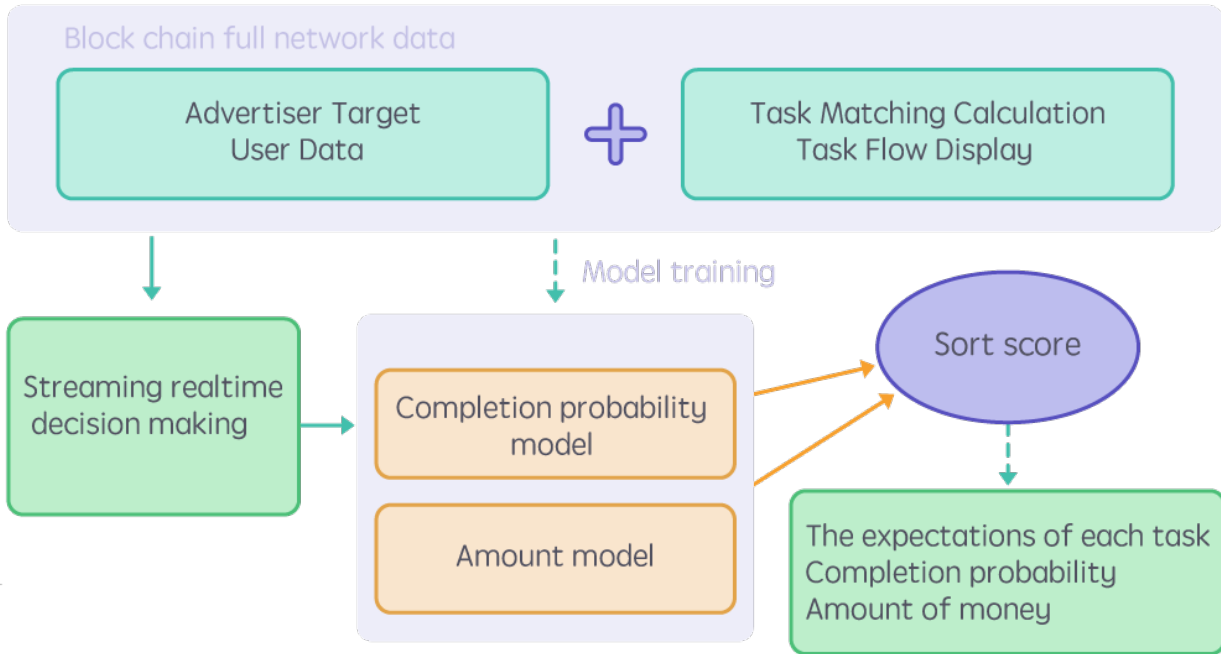 Block chain full network data
Advertiser Target
User Data
Task Matching Calculation
Task Flow Display
Model training
Streaming realtime
decision making
Completion probability
model
Amount model
Sort score
The expectations of each task
Completion probability
Amount of money